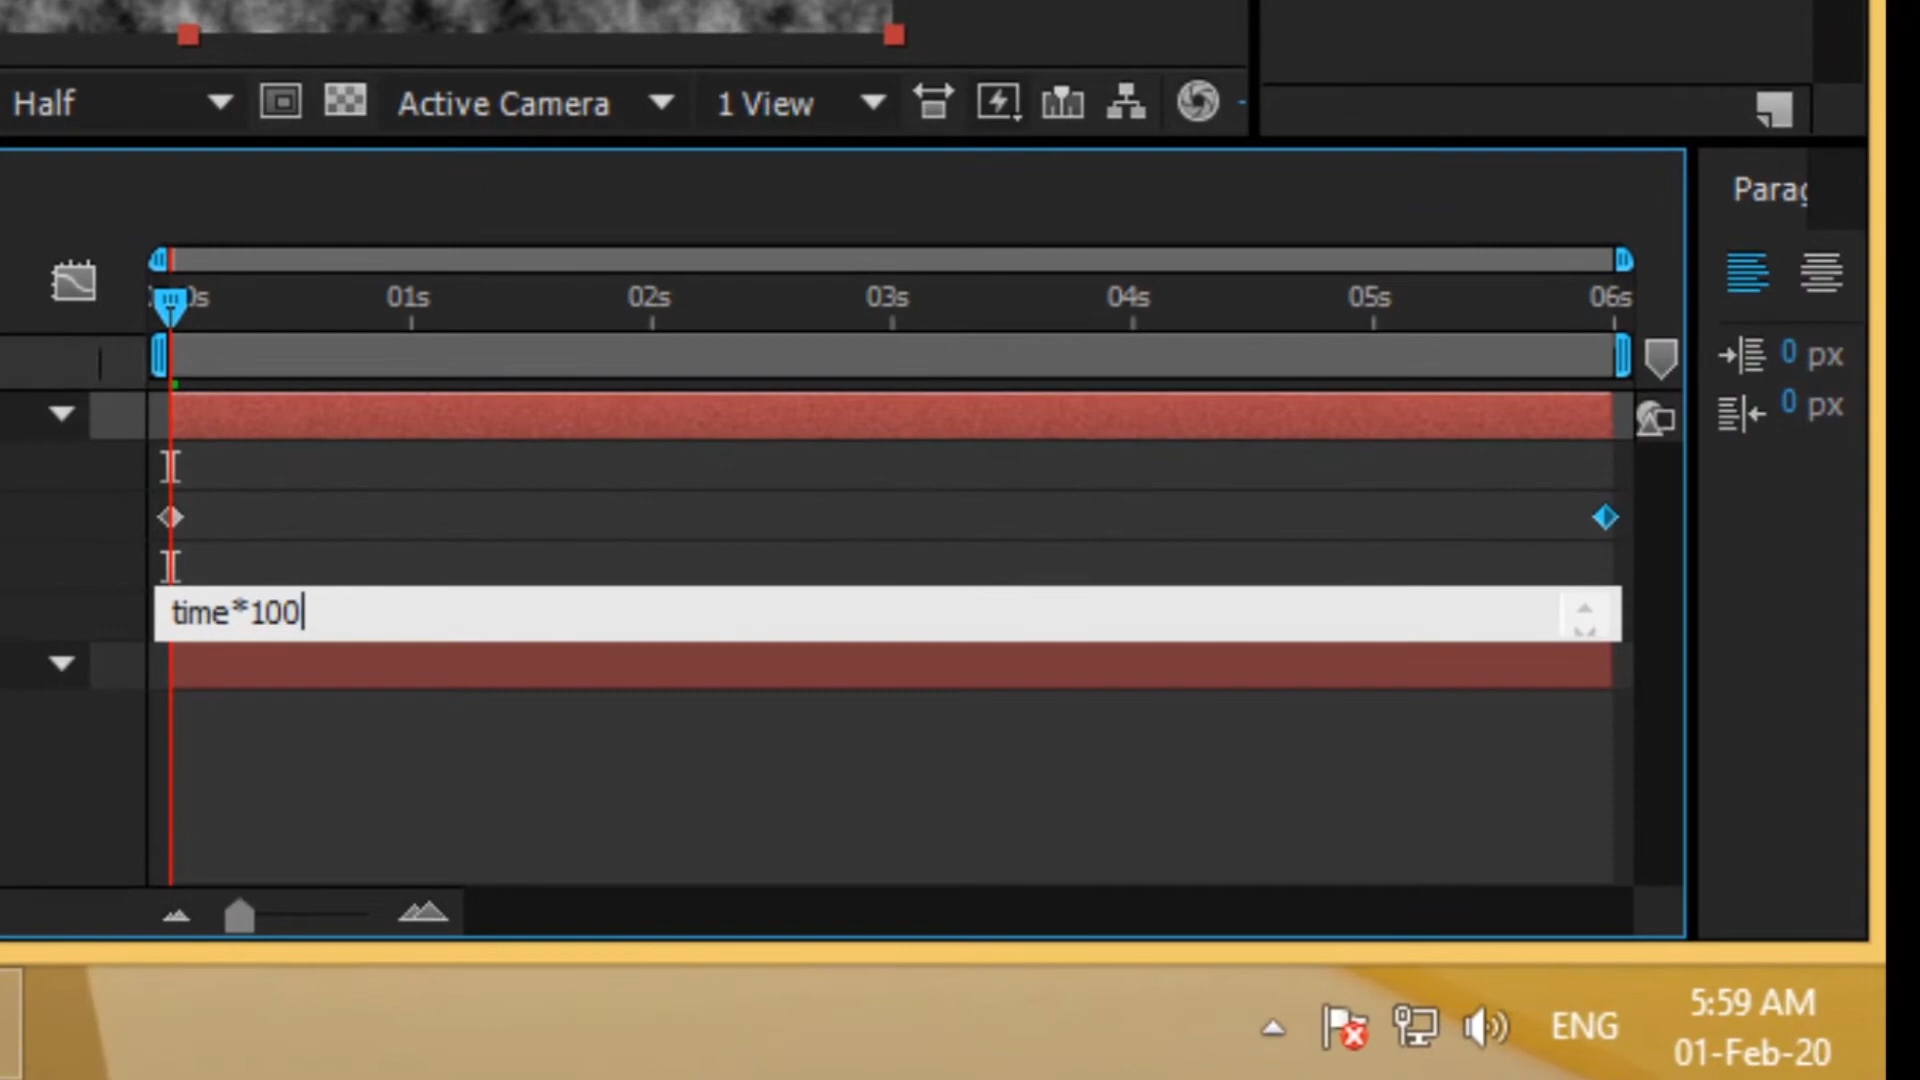 Half
Active Camera
1 View
0s
01s
02s
03s
04s
05s
06s
0 px
0 px
time*100
ENG
5:59 AM
01-Feb-20